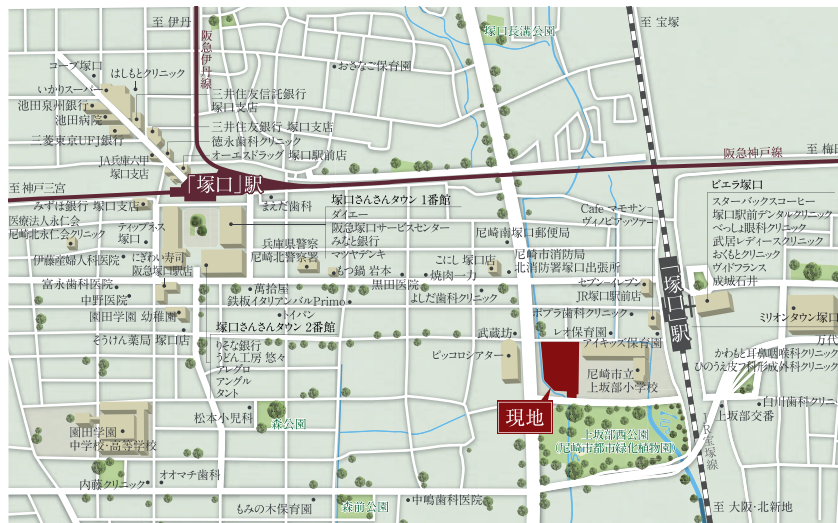 至 伊丹
阪急伊丹線
塚口長溝公園
至 宝塚
コープ塚口
はしもとクリニック
おさなご保育園
いかりスーパー
三井住友信託銀行
塚口支店
池田泉州銀行
池田病院
三井住友銀行 塚口支店
三菱東京UFJ銀行
徳永歯科クリニック
オーエスドラッグ 塚口駅前店
JA兵庫六甲
塚口支店
阪急神戸線
至 梅田
至 神戸三宮
「塚口」駅
みずほ銀行 塚口支店
まえだ歯科
塚口さんさんタウン 1番館
ダイエー
阪急塚口サービスセンター
みなと銀行
マツヤデンキ
Cafe マモサン
ヴィノピアッツァー
ピエラ塚口
スターバックスコーヒー
塚口駅前デンタルクリニック
べっしょ眼科クリニック
武居レディースクリニック
おくもとクリニック
ヴィドフランス
成城石井
医療法人永仁会
尼崎北永仁会クリニック
ティップネス
塚口
兵庫県警察
尼崎北警察署
尼崎南塚口郵便局
伊藤産婦人科医院
にぎわい寿司
阪急塚口駅店
もつ鍋 岩本
こにし 塚口店
焼肉一力
尼崎市消防局
北消防署塚口出張所
富永歯科医院
中野医院
萬拾屋
黒田医院
よしだ歯科クリニック
セブン-イレブン
JR塚口駅前店
「塚口」駅
鉄板イタリアンバルPrimo
トイパン
園田学園 幼稚園
ポプラ歯科クリニック
ミリオンタウン塚口
塚口さんさんタウン 2番館
武蔵坊
レオ保育園
アイキッズ保育園
万代
そうけん薬局 塚口店
りそな銀行
うどん工房 悠々
アレグロ
アングル
タント
ピッコロシアター
かわもと耳鼻咽喉科クリニック
ひのうえ皮フ科形成外科クリニック
尼崎市立
上坂部小学校
松本小児科
現地
白川歯科クリニック
上坂部交番
森公園
園田学園
中学校・高等学校
上坂部西公園
(尼崎市都市緑化植物園)
JR宝塚線
オオマチ歯科
内藤クリニック
もみの木保育園
森前公園
中嶋歯科医院
至 大阪・北新地